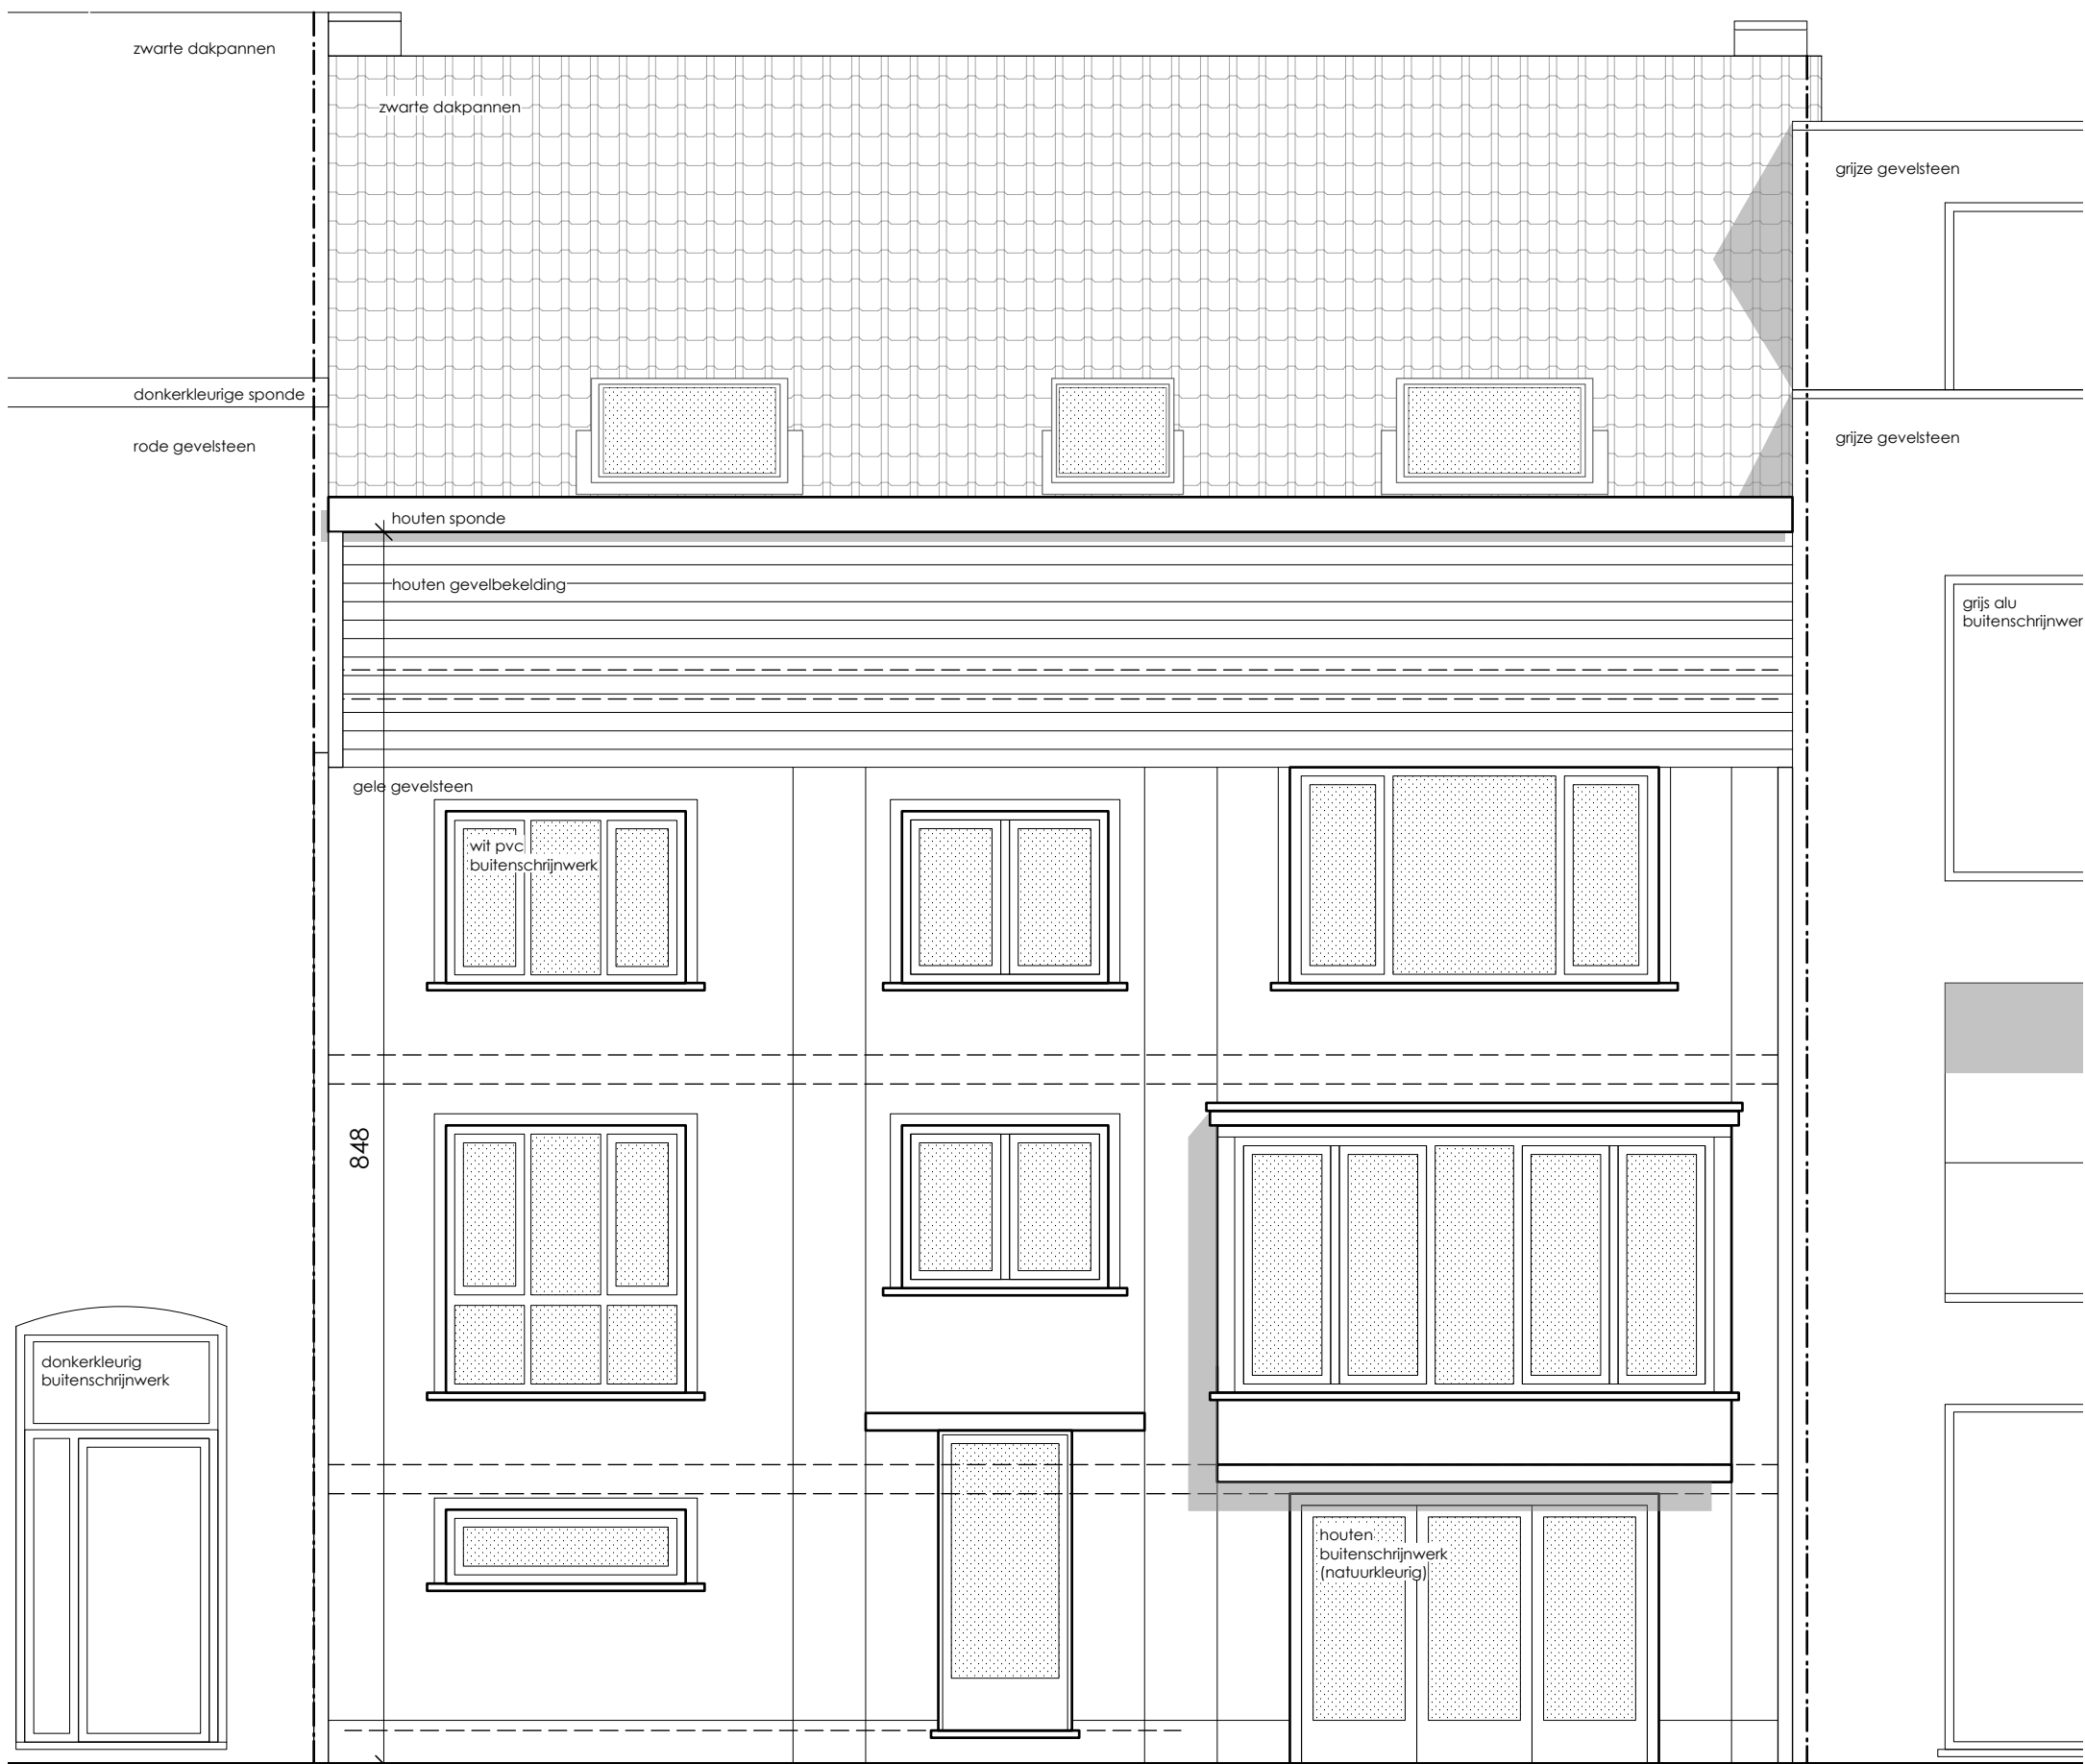 zwarte dakpannen
zwarte dakpannen
grijze gevelsteen
donkerkleurige sponde
rode gevelsteen
grijze gevelsteen
houten sponde
houten gevelbekelding
grijs alu
buitenschrijnwer
gele gevelsteen
wit pvc
buitenschrijnwerk
848
donkerkleurig
buitenschrijnwerk
houten
buitenschrijnwerk
(natuurkleurig)